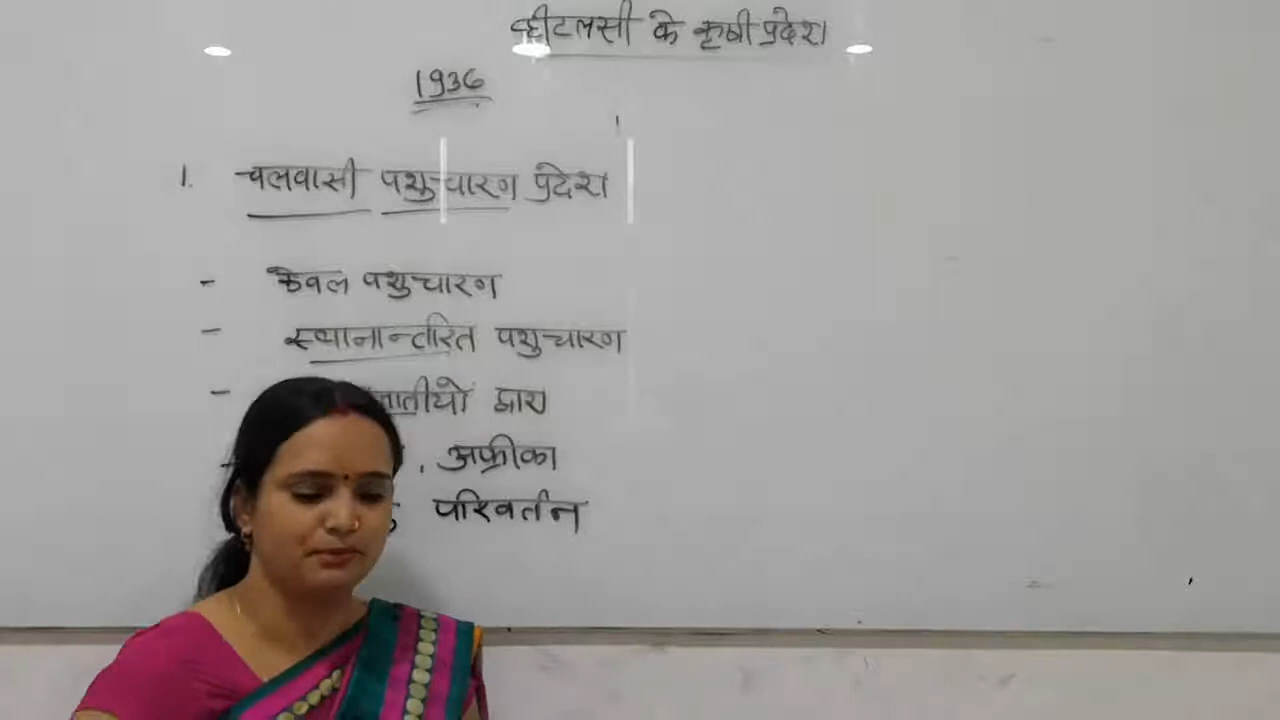 व्हीटलसी के कृषी प्रदेश
1936
1. चलवासी पशुचारण प्रदेश
- केवल पशुचारण
- स्थानान्तरित पशुचारण
- जातीयो द्वारा
- , अफ्रीका
परिवर्तन